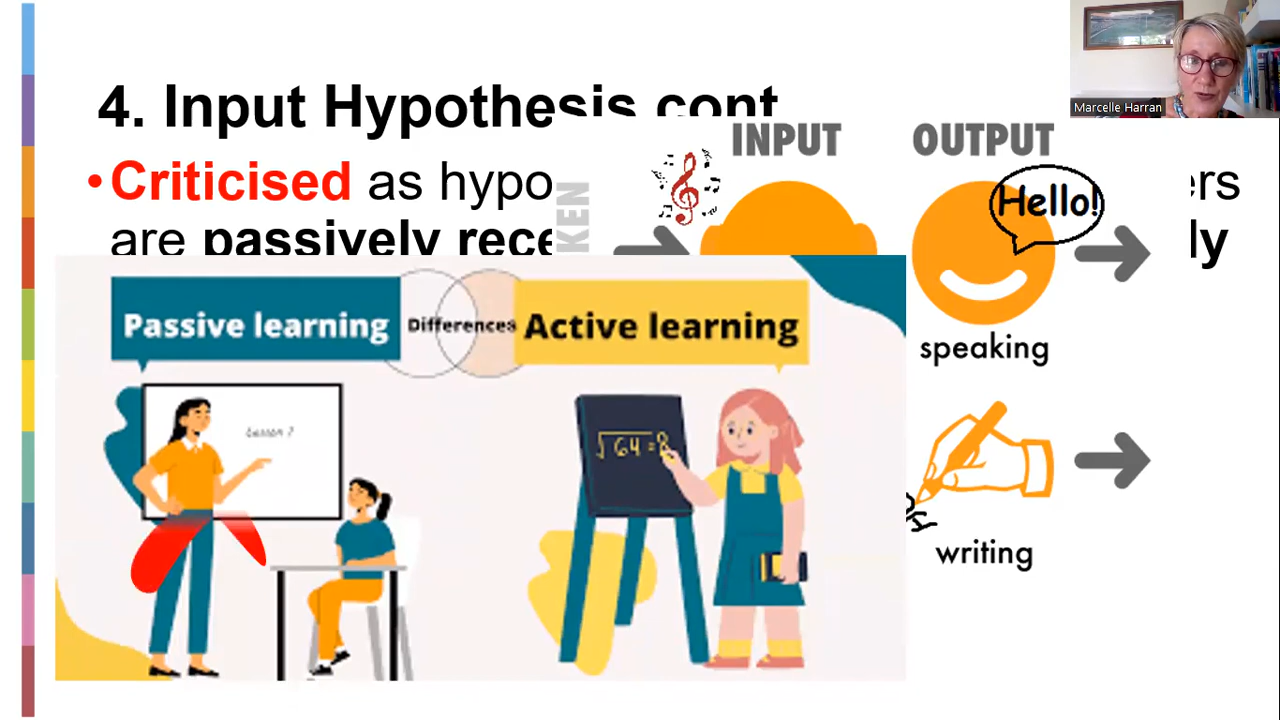 4. Input Hypothesis cont
• Criticised as hypo
ers
are passively rece
ly
INPUT
OUTPUT
KEN
Hello!
speaking
writing
Passive learning
Differences
Active learning
Lesson 7
√64=8
Marcelle Harran